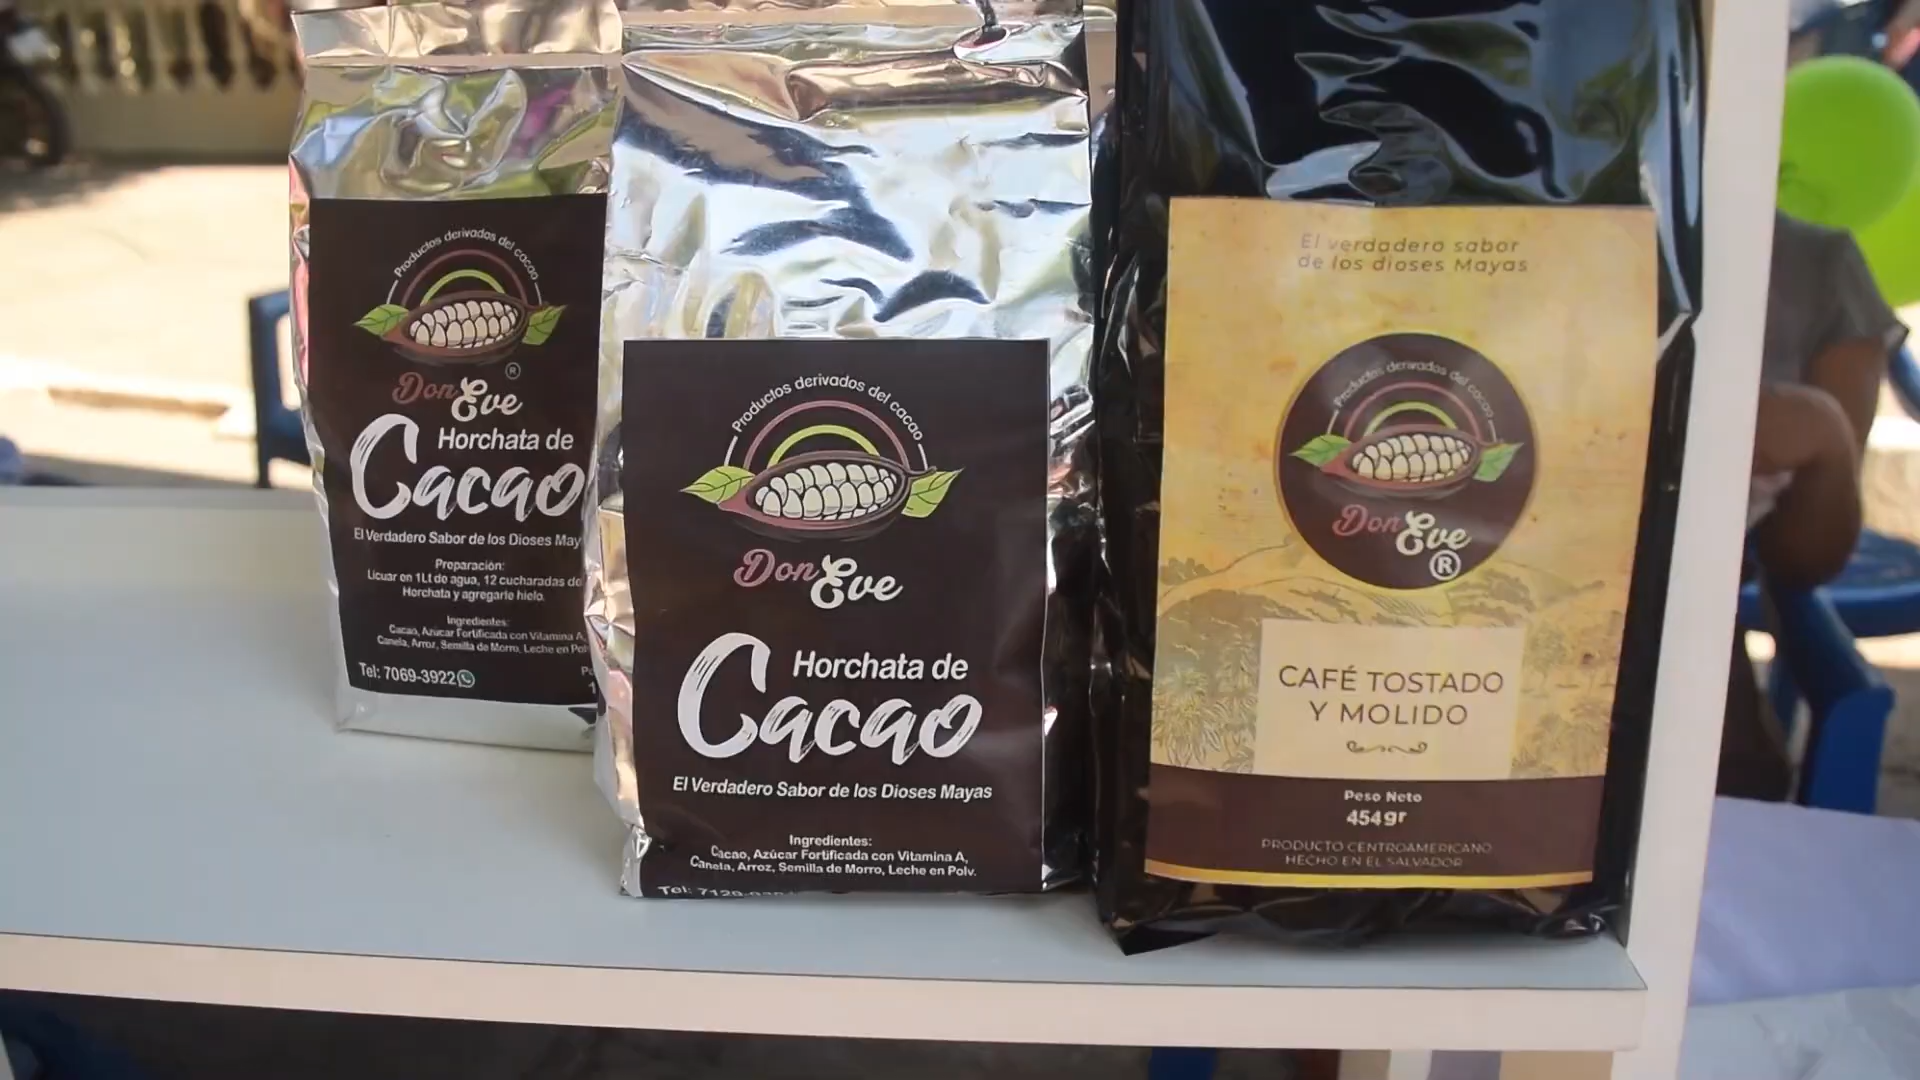 Productos derivados del cacao
®
Don Eve
Horchata de
Cacao
El Verdadero Sabor de los Dioses May
Preparación:
Licuar en 1Lt de agua, 12 cucharadas de
Horchata y agregarle hielo.
Ingredientes:
Cacao, Azúcar Fortificada con Vitamina A,
Canela, Arroz, Semilla de Morro, Leche en Pol
Tel: 7069-3922
Productos derivados del cacao
Don Eve
Horchata de
Cacao
El Verdadero Sabor de los Dioses Mayas
Ingredientes:
Cacao, Azúcar Fortificada con Vitamina A,
Canela, Arroz, Semilla de Morro, Leche en Polv.
Tel: 7129-
El verdadero sabor
de los dioses Mayas
Productos derivados del cacao
Don Eve
®
CAFÉ TOSTADO
Y MOLIDO
Peso Neto
454gr
PRODUCTO CENTROAMERICANO
HECHO EN EL SALVADOR